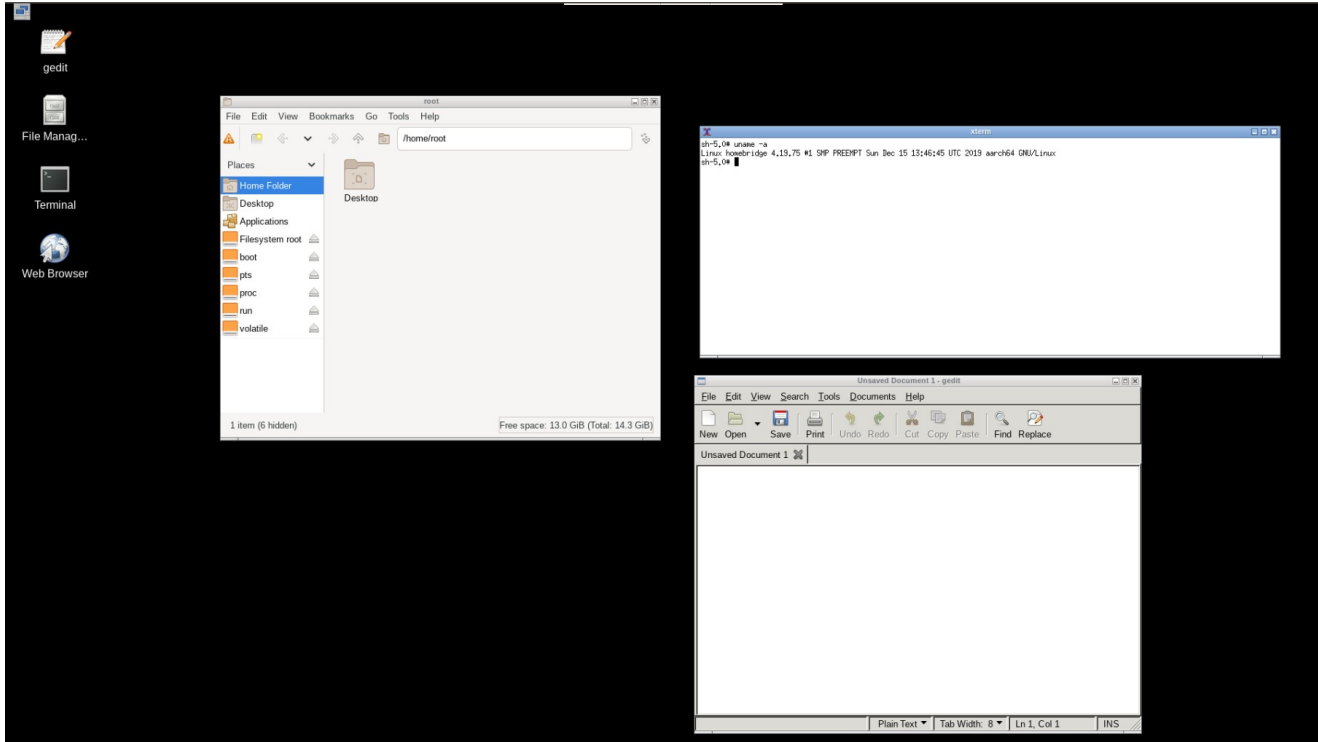 gedit
File Manag...
Terminal
Web Browser
root
File Edit View Bookmarks Go Tools Help
/home/root
Places
Home Folder
Desktop
Applications
Filesystem root
boot
pts
proc
run
volatile
Desktop
1 item (6 hidden)
Free space: 13.0 GiB (Total: 14.3 GiB)
xterm
sh-5.0# uname -a
Linux homebridge 4.19.75 #1 SMP PREEMPT Sun Dec 15 13:46:45 UTC 2019 aarch64 GNU/Linux
sh-5.0#
Unsaved Document 1 - gedit
File Edit View Search Tools Documents Help
New Open Save Print Undo Redo Cut Copy Paste Find Replace
Unsaved Document 1
Plain Text Tab Width: 8 Ln 1, Col 1 INS